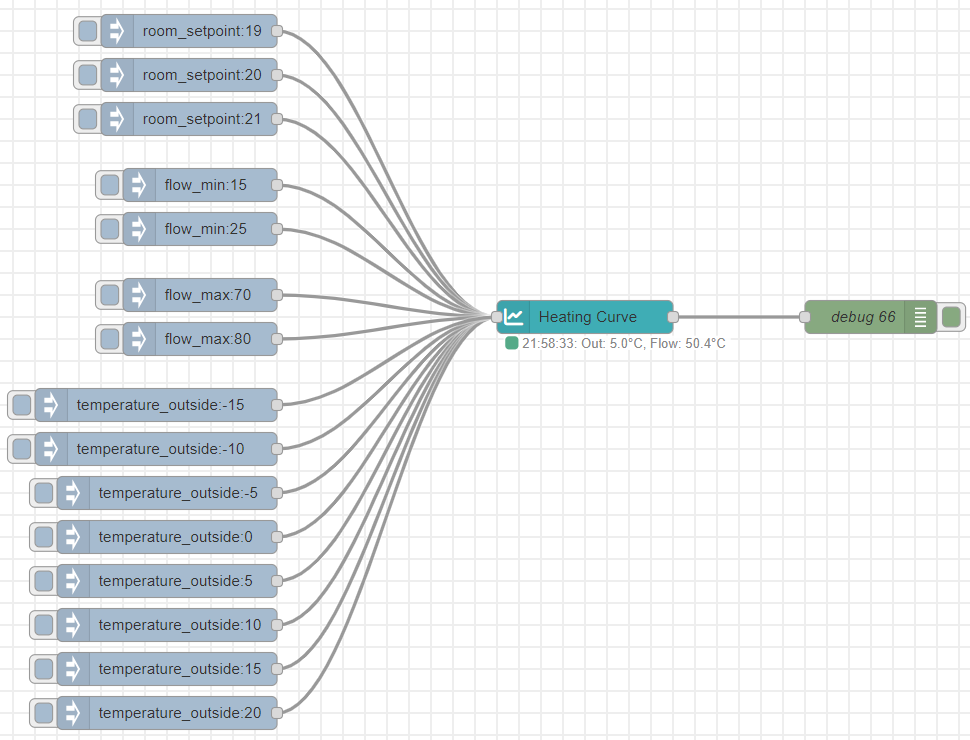 room_setpoint:19
room_setpoint:20
room_setpoint:21
flow_min:15
flow_min:25
flow_max:70
Heating Curve
debug 66
flow_max:80
21:58:33: Out: 5.0°C, Flow: 50.4°C
temperature_outside:-15
temperature_outside:-10
temperature_outside:-5
temperature_outside:0
temperature_outside:5
temperature_outside:10
temperature_outside:15
temperature_outside:20